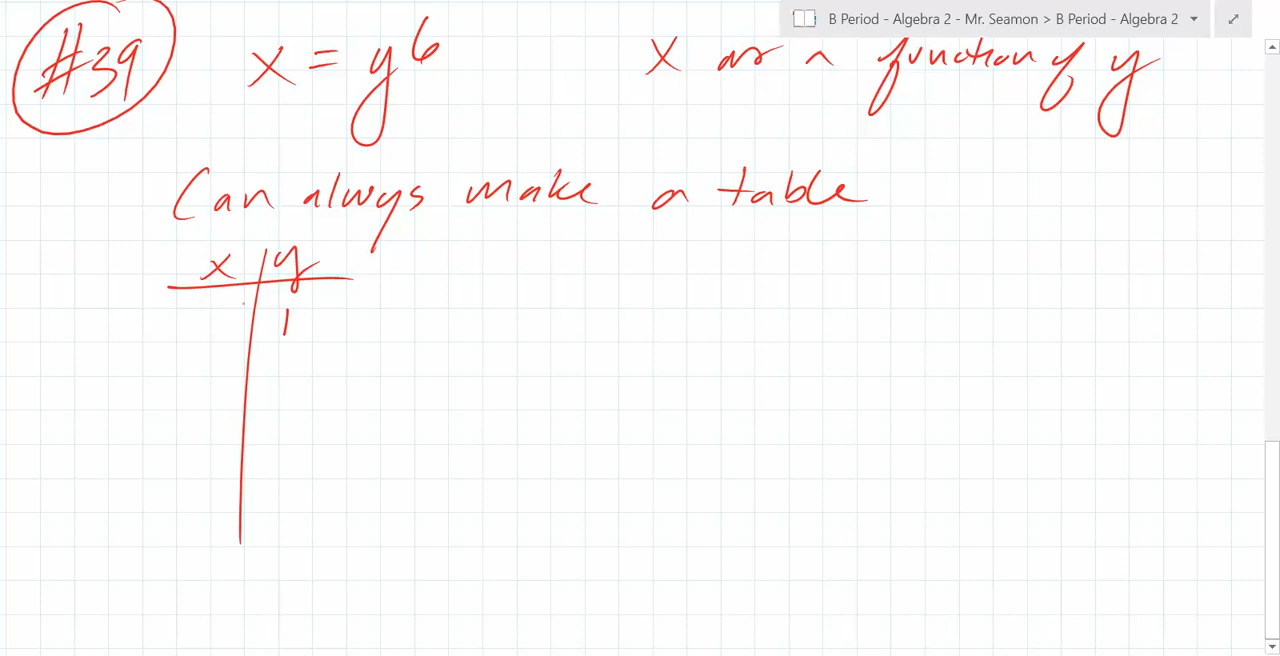 B Period - Algebra 2 - Mr. Seamon > B Period - Algebra 2
#39 x = y^6 x as a function of y
Can always make a table
x y
1